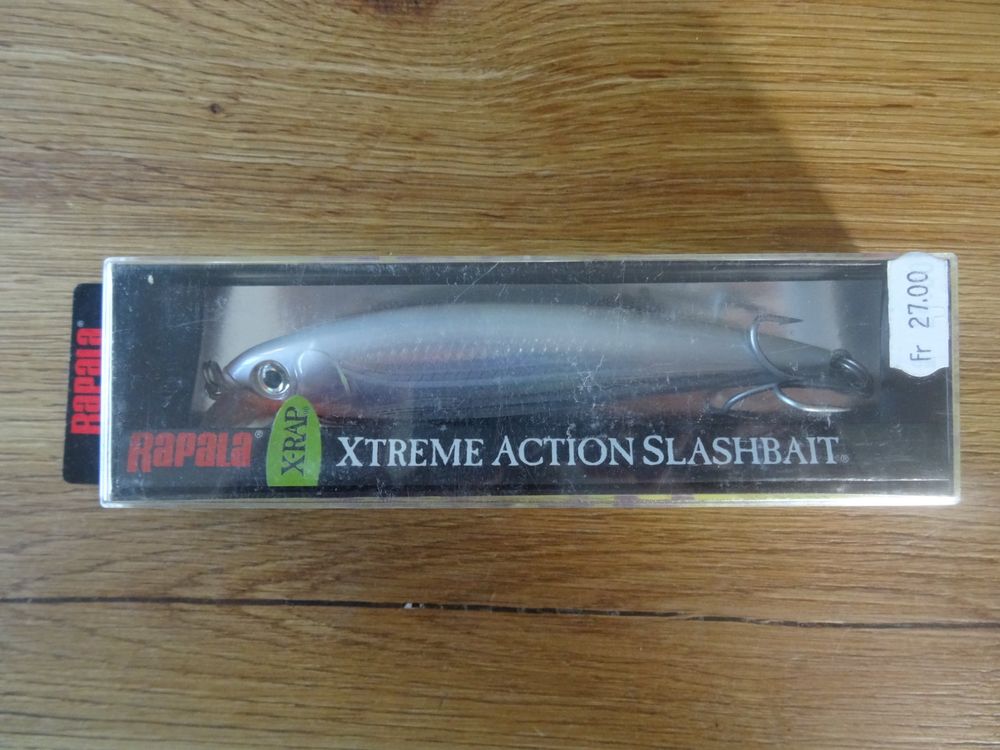 RAPALA®
RAPALA®
X-RAP®
XTREME ACTION SLASHBAIT®
Fr 27.00